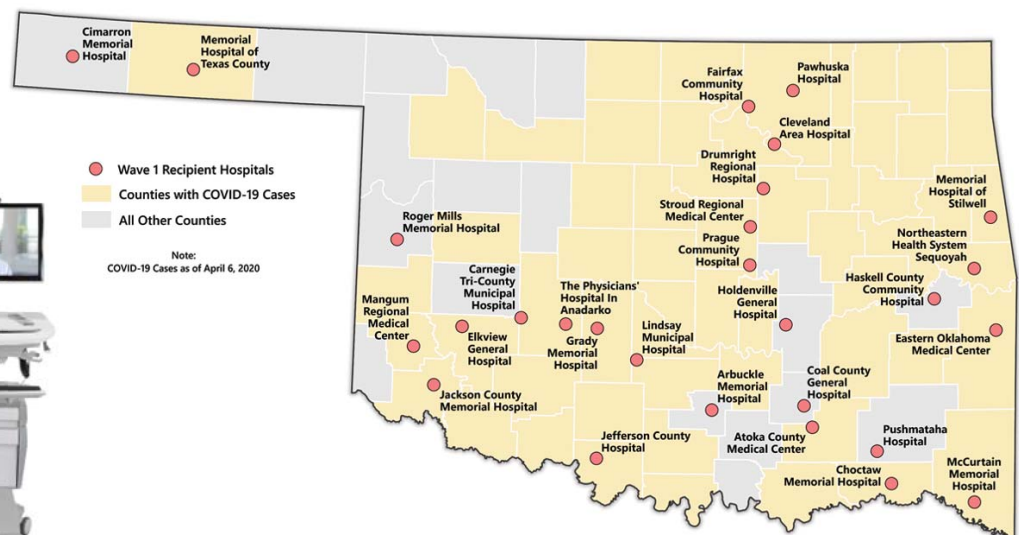 Cimarron
Memorial
Hospital
Memorial
Hospital of
Texas County
Fairfax
Community
Hospital
Pawhuska
Hospital
Cleveland
Area Hospital
Drumright
Regional
Hospital
Wave 1 Recipient Hospitals
Counties with COVID-19 Cases
All Other Counties
Note:
COVID-19 Cases as of April 6, 2020
Memorial
Hospital of
Stilwell
Stroud Regional
Medical Center
Roger Mills
Memorial Hospital
Northeastern
Health System
Sequoyah
Prague
Community
Hospital
Carnegie
Tri-County
Municipal
Hospital
Haskell County
Community
Hospital
The Physicians'
Hospital In
Anadarko
Holdenville
General
Hospital
Mangum
Regional
Medical
Center
Lindsay
Municipal
Hospital
Elkview
General
Hospital
Grady
Memorial
Hospital
Eastern Oklahoma
Medical Center
Arbuckle
Memorial
Hospital
Coal County
General
Hospital
Jackson County
Memorial Hospital
Jefferson County
Hospital
Atoka County
Medical Center
Pushmataha
Hospital
Choctaw
Memorial Hospital
McCurtain
Memorial
Hospital